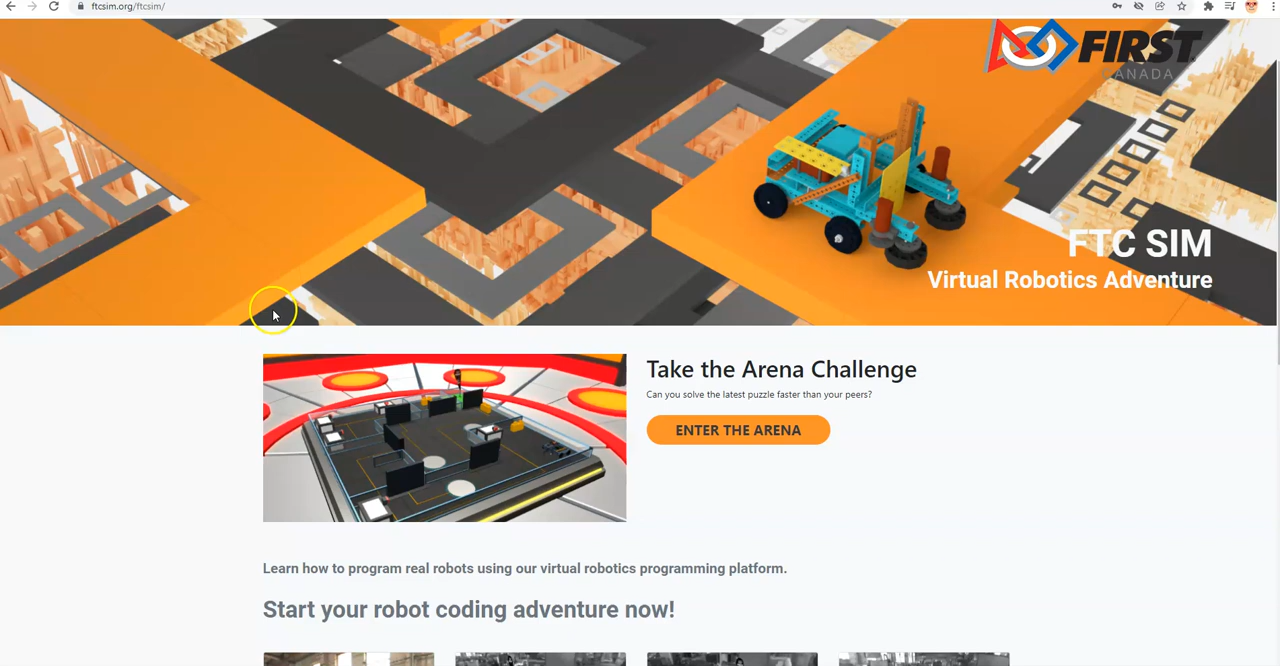 ftcsim.org/ftcsim/
FIRST
CANADA
FTC SIM
Virtual Robotics Adventure
Take the Arena Challenge
Can you solve the latest puzzle faster than your peers?
ENTER THE ARENA
Learn how to program real robots using our virtual robotics programming platform.
Start your robot coding adventure now!